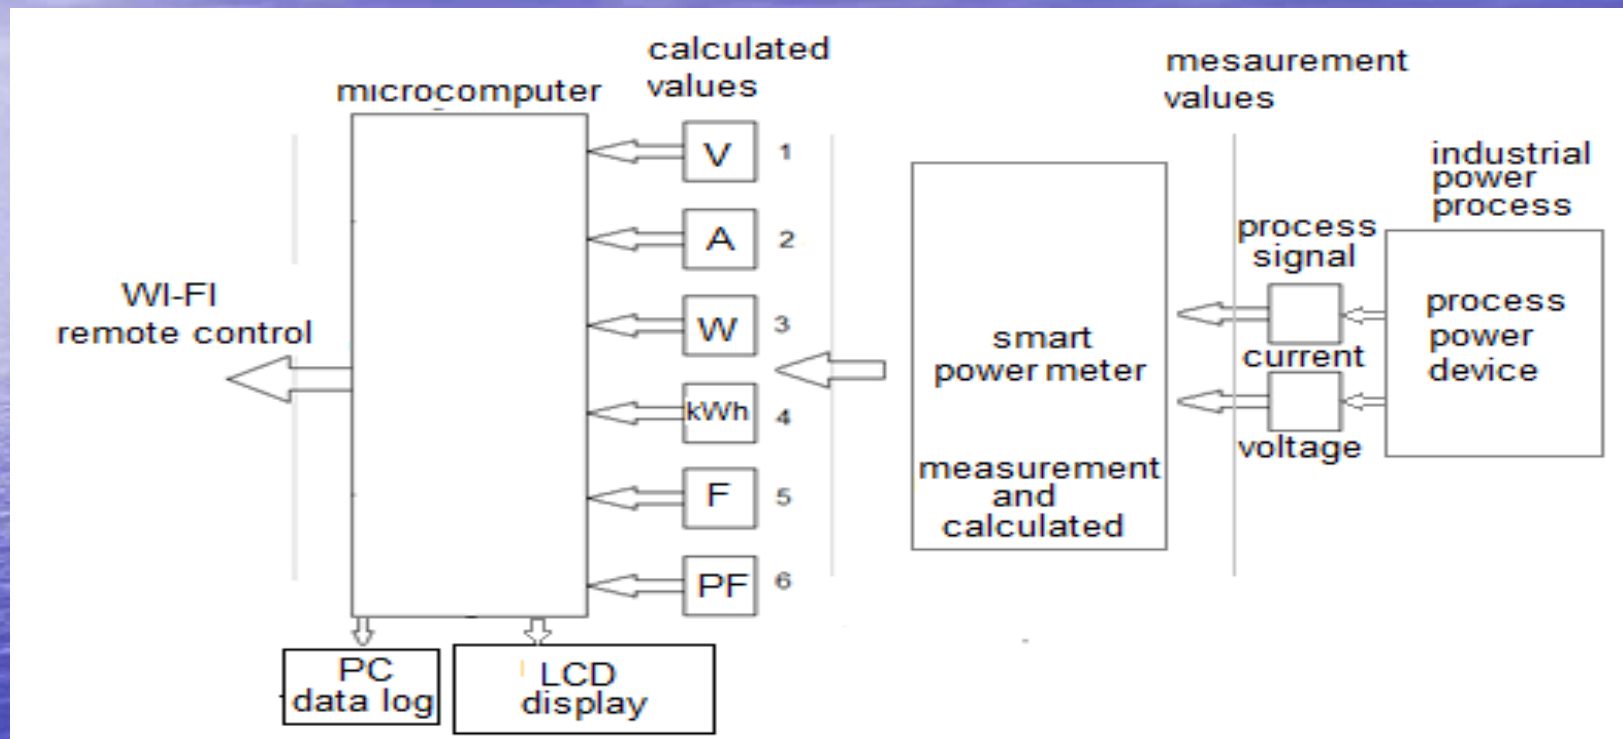 calculated
values
microcomputer
mesaurement
values
V 1
A 2
W 3
kWh 4
F 5
PF 6
WI-FI
remote control
smart
power meter
measurement
and
calculated
process
signal
current
voltage
industrial
power
process
process
power
device
PC
data log
LCD
display